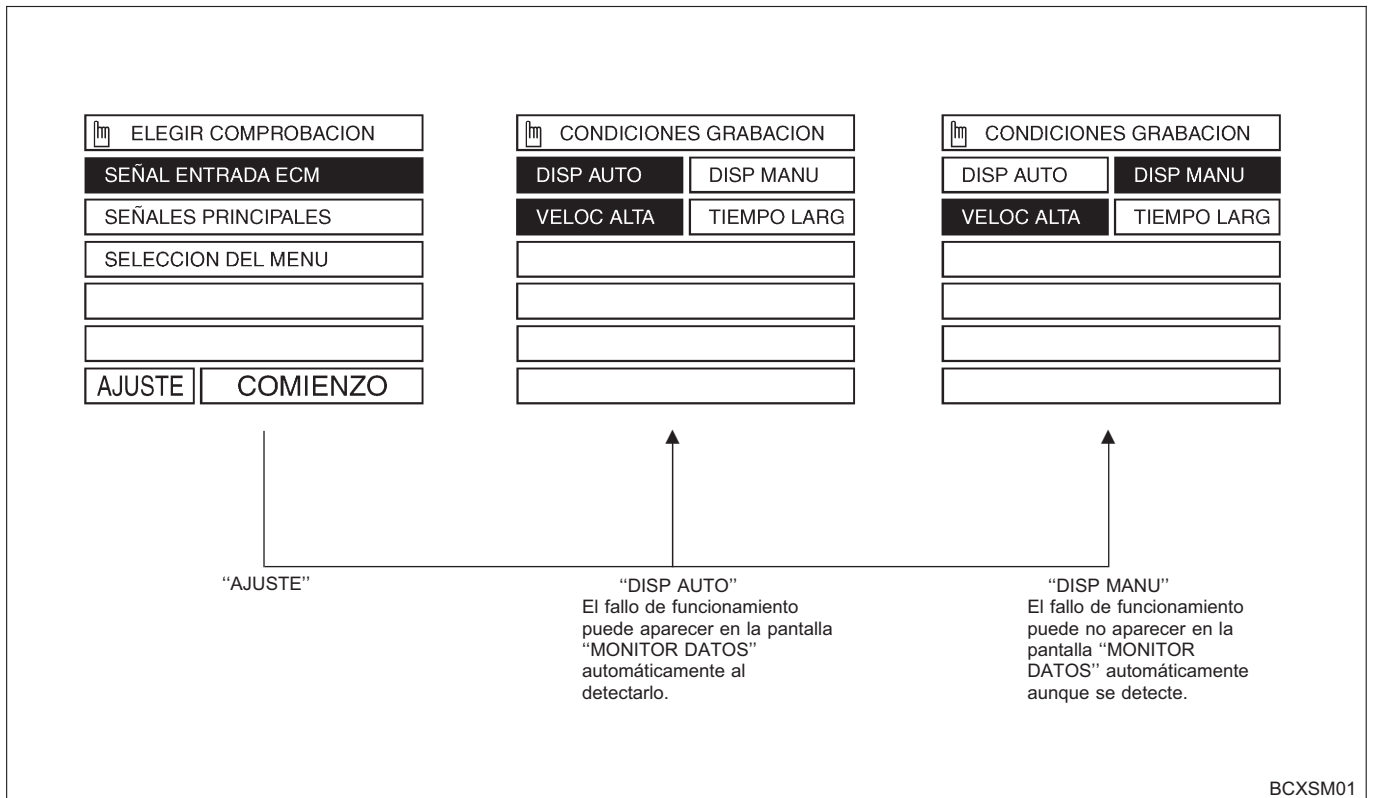 ELEGIR COMPROBACION
SEÑAL ENTRADA ECM
SEÑALES PRINCIPALES
SELECCION DEL MENU
AJUSTE COMIENZO
CONDICIONES GRABACION
DISP AUTO DISP MANU
VELOC ALTA TIEMPO LARG
CONDICIONES GRABACION
DISP AUTO DISP MANU
VELOC ALTA TIEMPO LARG
‘‘AJUSTE’’
‘‘DISP AUTO’’
El fallo de funcionamiento
puede aparecer en la pantalla
‘‘MONITOR DATOS’’
automáticamente al
detectarlo.
‘‘DISP MANU’’
El fallo de funcionamiento
puede no aparecer en la
pantalla ‘‘MONITOR
DATOS’’ automáticamente
aunque se detecte.
BCXSM01